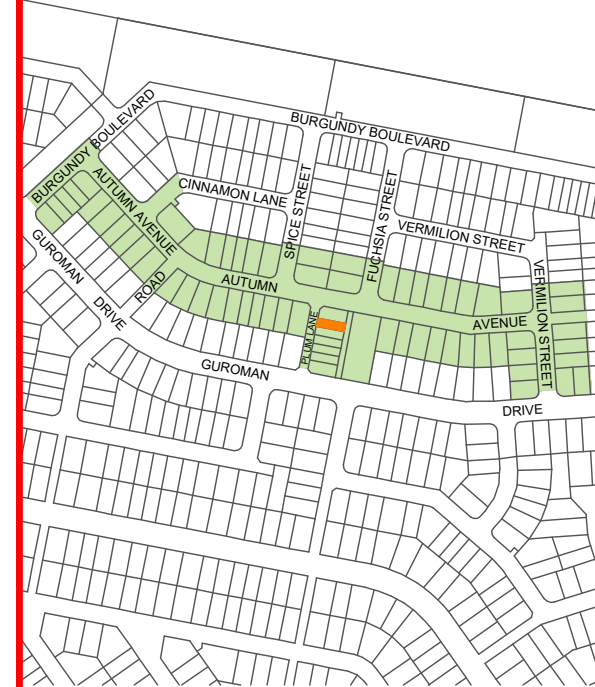 BURGUNDY BOULEVARD
BURGUNDY BOULEVARD
CINNAMON LANE
SPICE STREET
FUCHSIA STREET
VERMILION STREET
AUTUMN AVENUE
GUROMAN
DRIVE
ROAD
AUTUMN
AVENUE
VERMILION STREET
PLUM LANE
GUROMAN
DRIVE